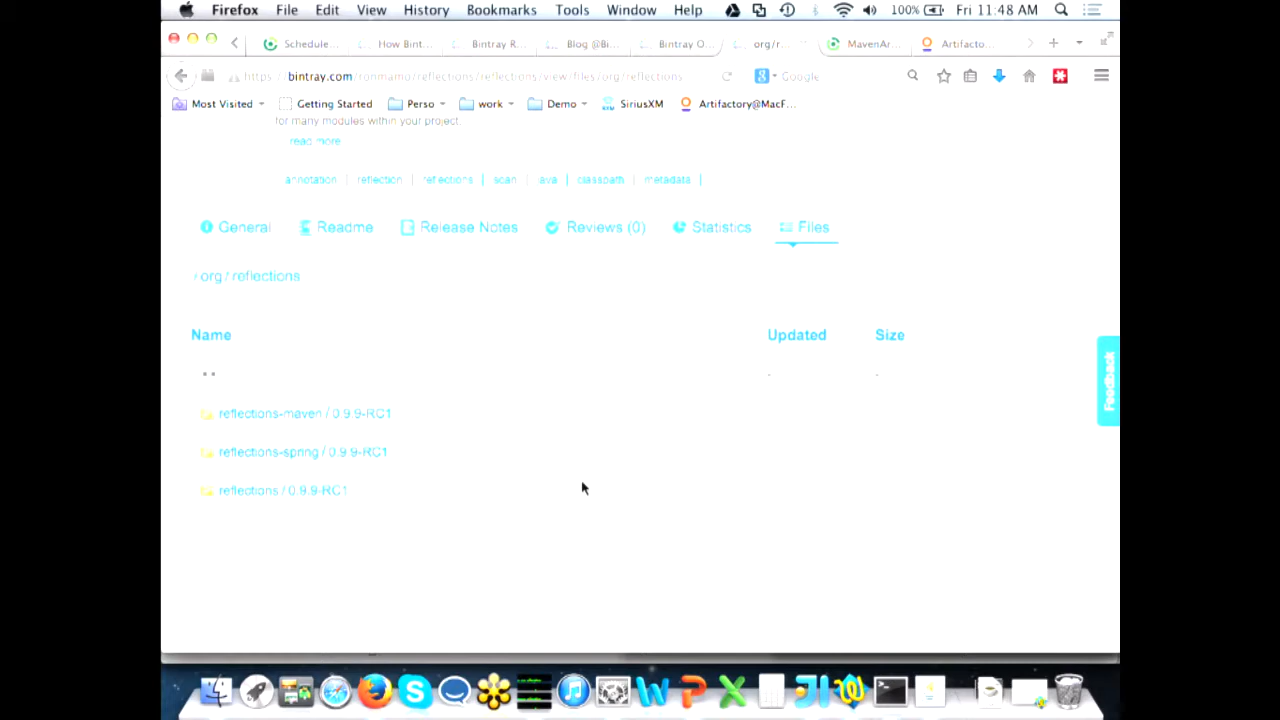 Firefox File Edit View History Bookmarks Tools Window Help 100% Fri 11:48 AM
Schedule... How Bint... Bintray R... Blog @Bi... Bintray O... org/r... MavenAr... Artifacto...
https bintray.com/ronmamo/reflections/reflections/view/files/org/reflections Google
Most Visited Getting Started Perso work Demo SiriusXM Artifactory@MacF...
for many modules within your project.
read more
annotation | reflection | reflections | scan | java | classpath | metadata |
General Readme Release Notes Reviews (0) Statistics Files
/ org / reflections
Name Updated Size
.. - -
reflections-maven / 0.9.9-RC1
reflections-spring / 0.9.9-RC1
reflections / 0.9.9-RC1
Feedback